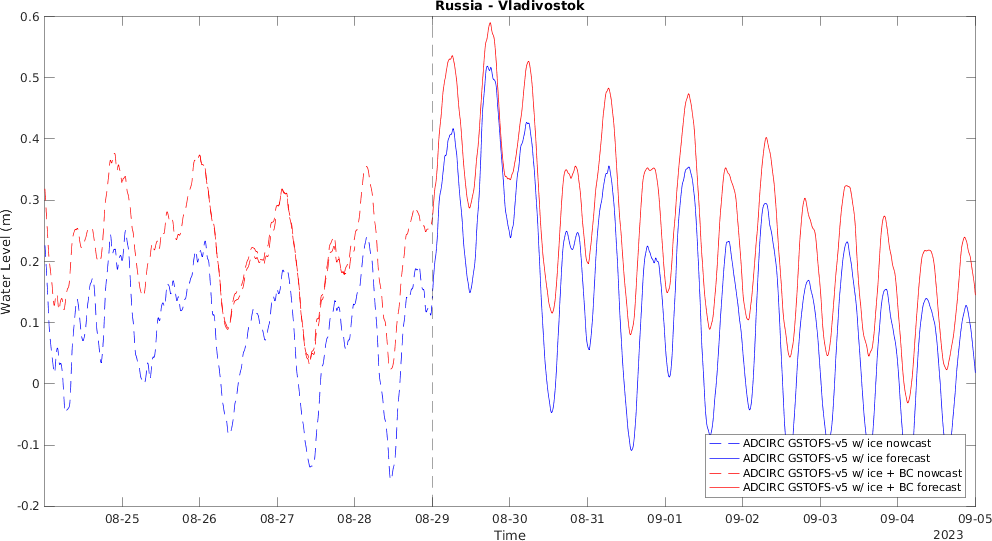 Russia - Vladivostok
0.6
0.5
0.4
0.3
0.2
0.1
0
-0.1
-0.2
Water Level (m)
ADCIRC GSTOFS-v5 w/ ice nowcast
ADCIRC GSTOFS-v5 w/ ice forecast
ADCIRC GSTOFS-v5 w/ ice + BC nowcast
ADCIRC GSTOFS-v5 w/ ice + BC forecast
08-25 08-26 08-27 08-28 08-29 08-30 08-31 09-01 09-02 09-03 09-04 09-05
Time
2023